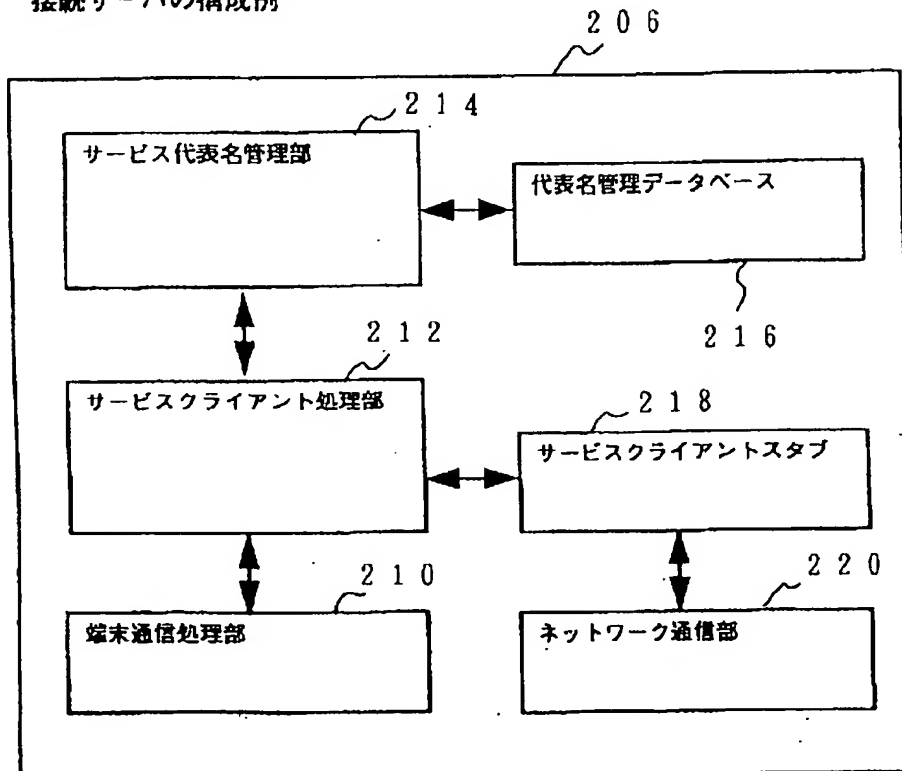 接続サーバの構成例
206
214
サービス代表名管理部
代表名管理データベース
216
212
サービスクライアント処理部
218
サービスクライアントスタブ
210
端末通信処理部
220
ネットワーク通信部